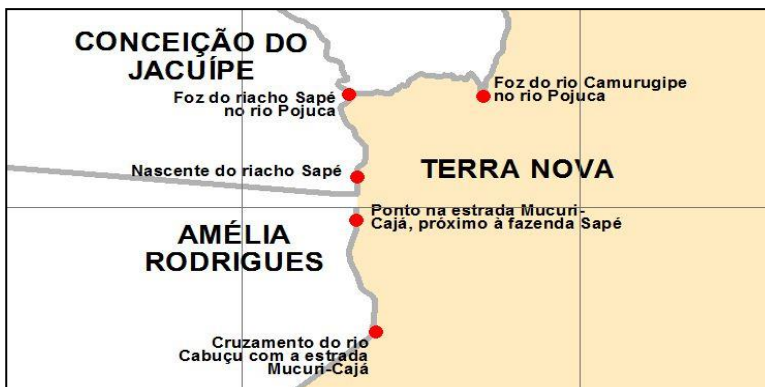 CONCEIÇÃO DO
JACUÍPE
Foz do riacho Sapé
no rio Pojuca
Foz do rio Camurugipe
no rio Pojuca
Nascente do riacho Sapé
TERRA NOVA
Ponto na estrada Mucuri-
Cajá, próximo à fazenda Sapé
AMÉLIA
RODRIGUES
Cruzamento do rio
Cabuçu com a estrada
Mucuri-Cajá